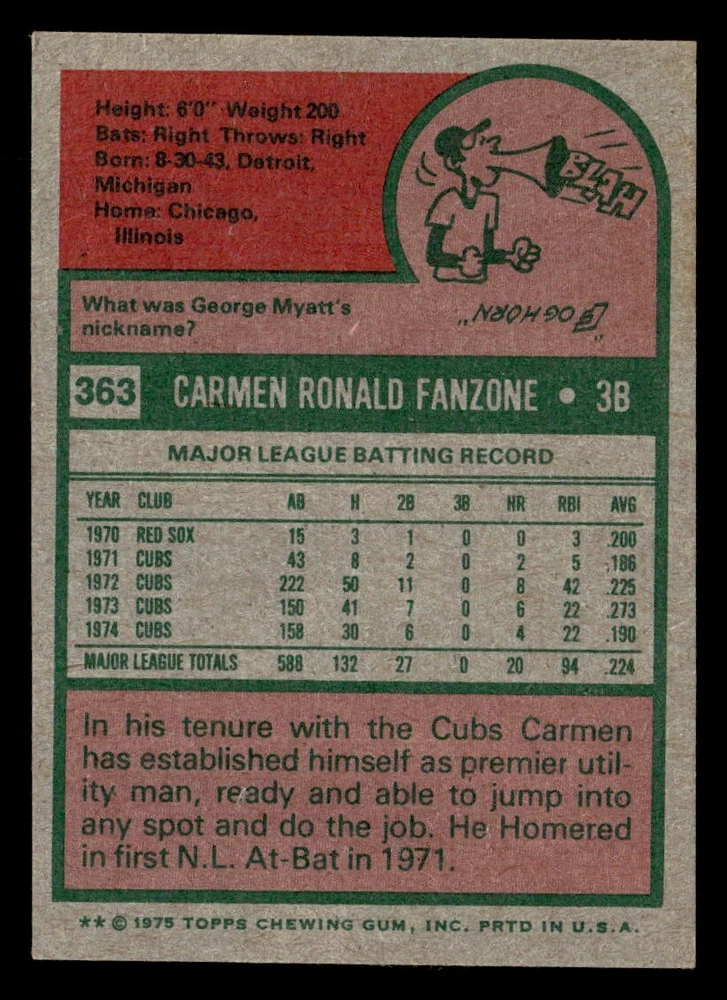 Height: 6'0" Weight 200
Bats: Right Throws: Right
Born: 8-30-43, Detroit,
Michigan
Home: Chicago,
Illinois
BLAH
What was George Myatt's
nickname?
"FOGHORN"
363 CARMEN RONALD FANZONE • 3B
MAJOR LEAGUE BATTING RECORD
YEAR CLUB AB H 2B 3B HR RBI AVG
1970 RED SOX 15 3 1 0 0 3 .200
1971 CUBS 43 8 2 0 2 5 .186
1972 CUBS 222 50 11 0 8 42 .225
1973 CUBS 150 41 7 0 6 22 .273
1974 CUBS 158 30 6 0 4 22 .190
MAJOR LEAGUE TOTALS 588 132 27 0 20 94 .224
In his tenure with the Cubs Carmen
has established himself as premier util-
ity man, ready and able to jump into
any spot and do the job. He Homered
in first N.L. At-Bat in 1971.
** © 1975 TOPPS CHEWING GUM, INC. PRTD IN U.S.A.